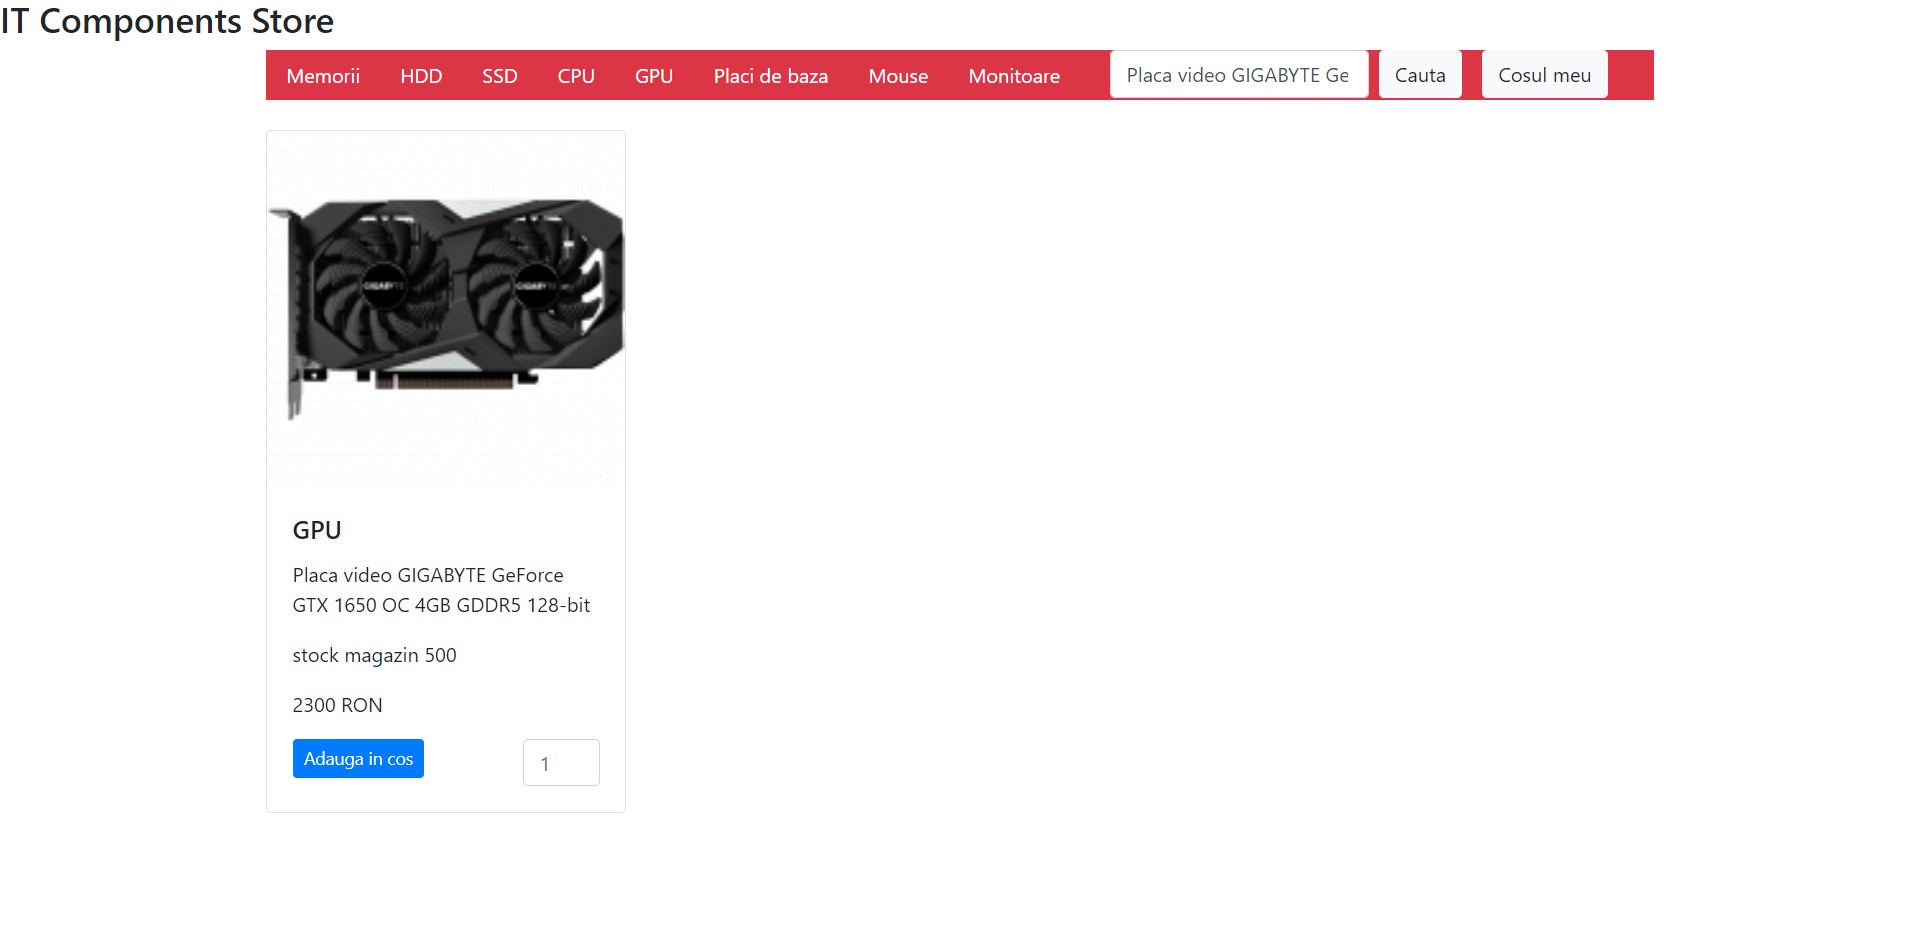 IT Components Store
Memorii HDD SSD CPU GPU Placi de baza Mouse Monitoare Placa video GIGABYTE Ge Cauta Cosul meu
GIGABYTE GIGABYTE
GPU
Placa video GIGABYTE GeForce
GTX 1650 OC 4GB GDDR5 128-bit
stock magazin 500
2300 RON
Adauga in cos 1